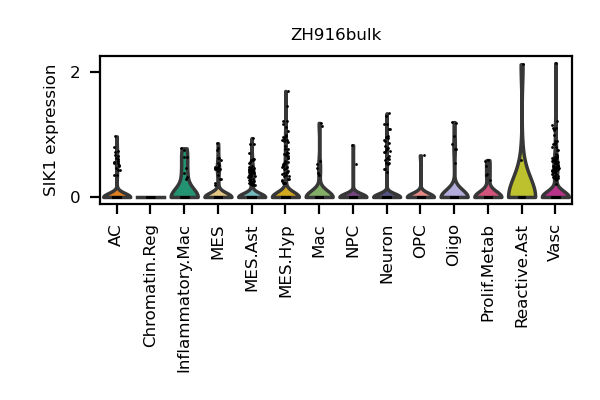 ZH916bulk
SIK1 expression
2
0
AC
Chromatin.Reg
Inflammatory.Mac
MES
MES.Ast
MES.Hyp
Mac
NPC
Neuron
OPC
Oligo
Prolif.Metab
Reactive.Ast
Vasc